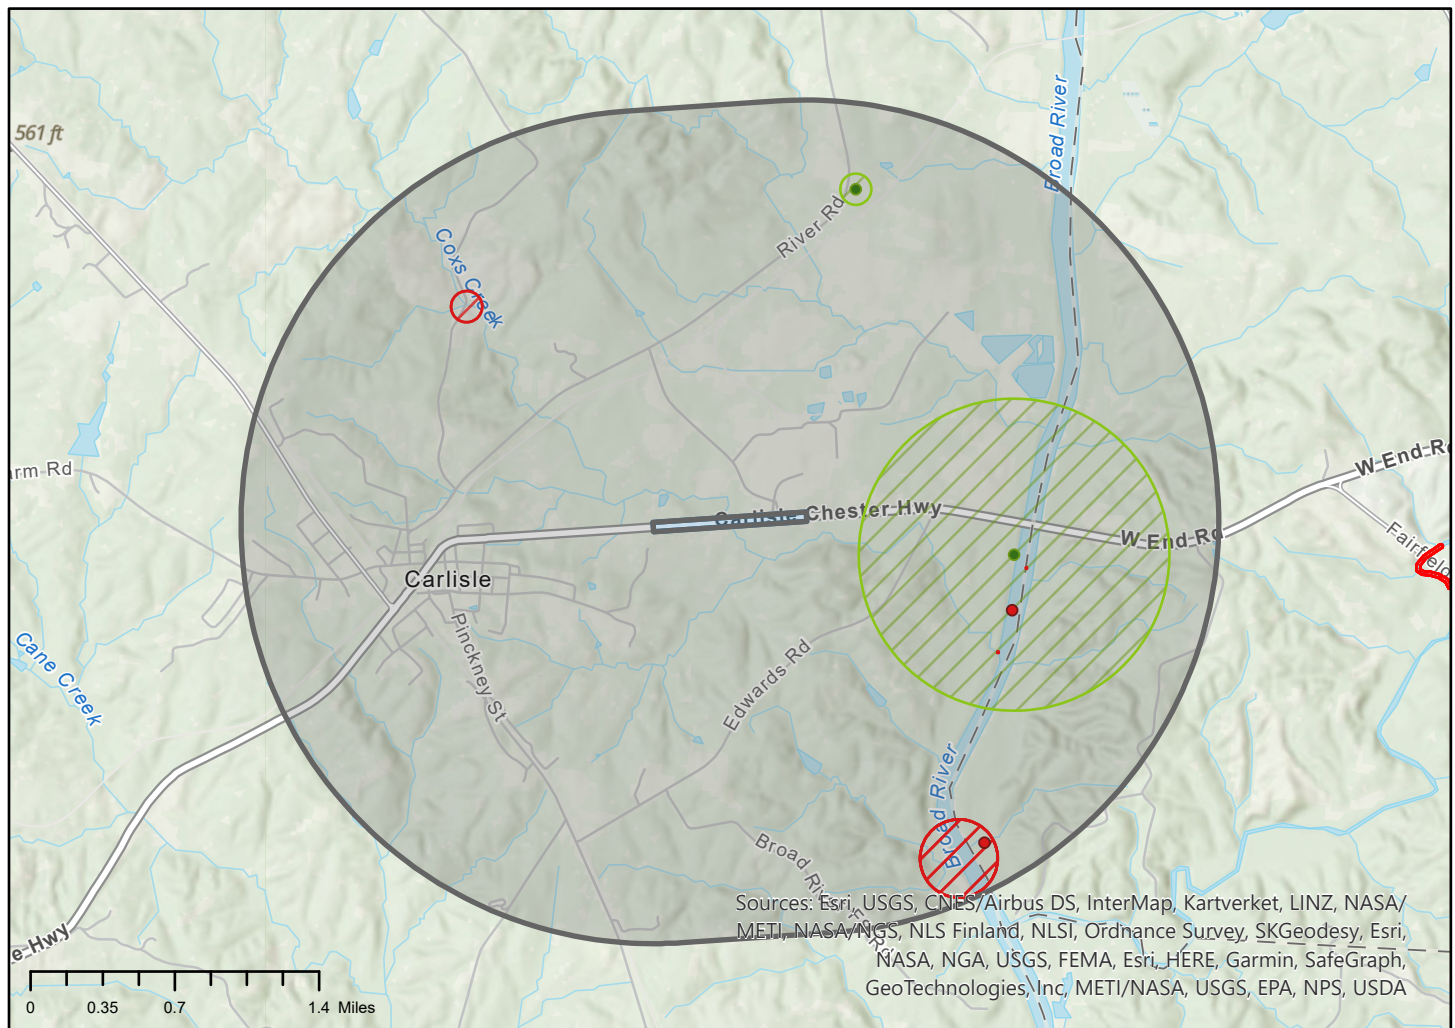 Broad River
561 ft
River Rd
Coxs Creek
W End Rd
arm Rd
Carlisle Chester Hwy
W End Rd
Fairfield
Carlisle
Pinckney St
Cane Creek
Edwards Rd
Broad River
Broad River
Sources: Esri, USGS, CNES/Airbus DS, InterMap, Kartverket, LINZ, NASA/
METI, NASA/NGS, NLS Finland, NLSI, Ordnance Survey, SKGeodesy, Esri,
NASA, NGA, USGS, FEMA, Esri, HERE, Garmin, SafeGraph,
GeoTechnologies, Inc, METI/NASA, USGS, EPA, NPS, USDA
e Hwy
0 0.35 0.7 1.4 Miles